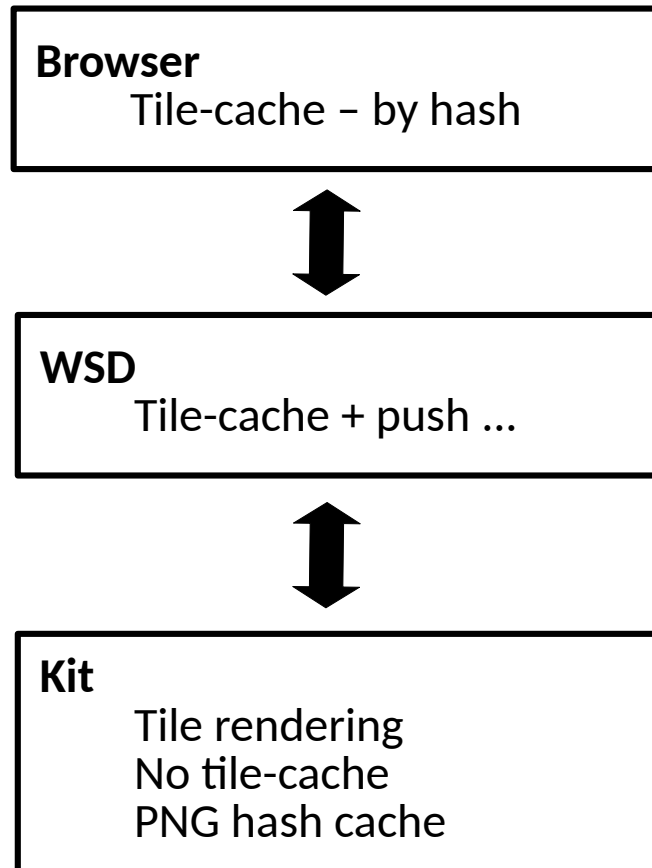 Browser
Tile-cache – by hash
WSD
Tile-cache + push ...
Kit
Tile rendering
No tile-cache
PNG hash cache